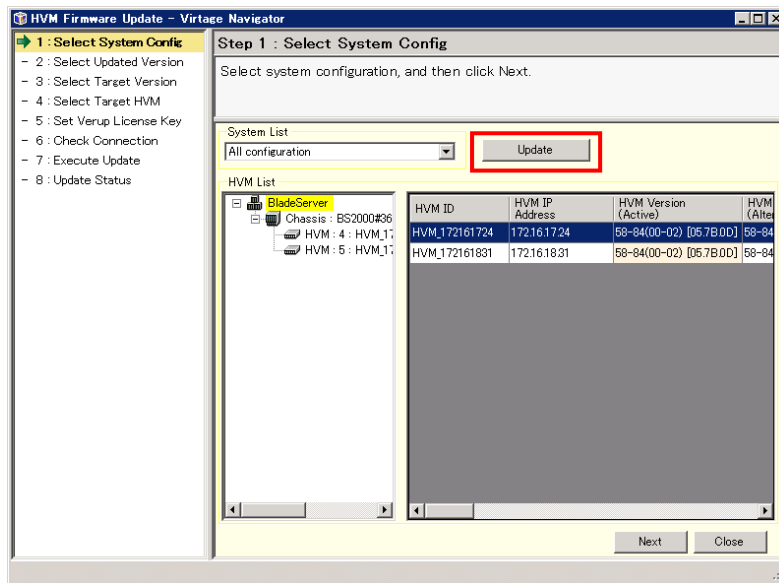 HVM Firmware Update - Virtage Navigator
1 : Select System Config
- 2 : Select Updated Version
- 3 : Select Target Version
- 4 : Select Target HVM
- 5 : Set Verup License Key
- 6 : Check Connection
- 7 : Execute Update
- 8 : Update Status
Step 1 : Select System Config
Select system configuration, and then click Next.
System List
All configuration
Update
HVM List
BladeServer
Chassis : BS2000#36
HVM : 4 : HVM_17
HVM : 5 : HVM_17
HVM ID HVM IP Address HVM Version (Active) HVM (Alter
HVM_172161724 172.16.17.24 58-84(00-02) [05.7B.0D] 58-84
HVM_172161831 172.16.18.31 58-84(00-02) [05.7B.0D] 58-84
Next Close